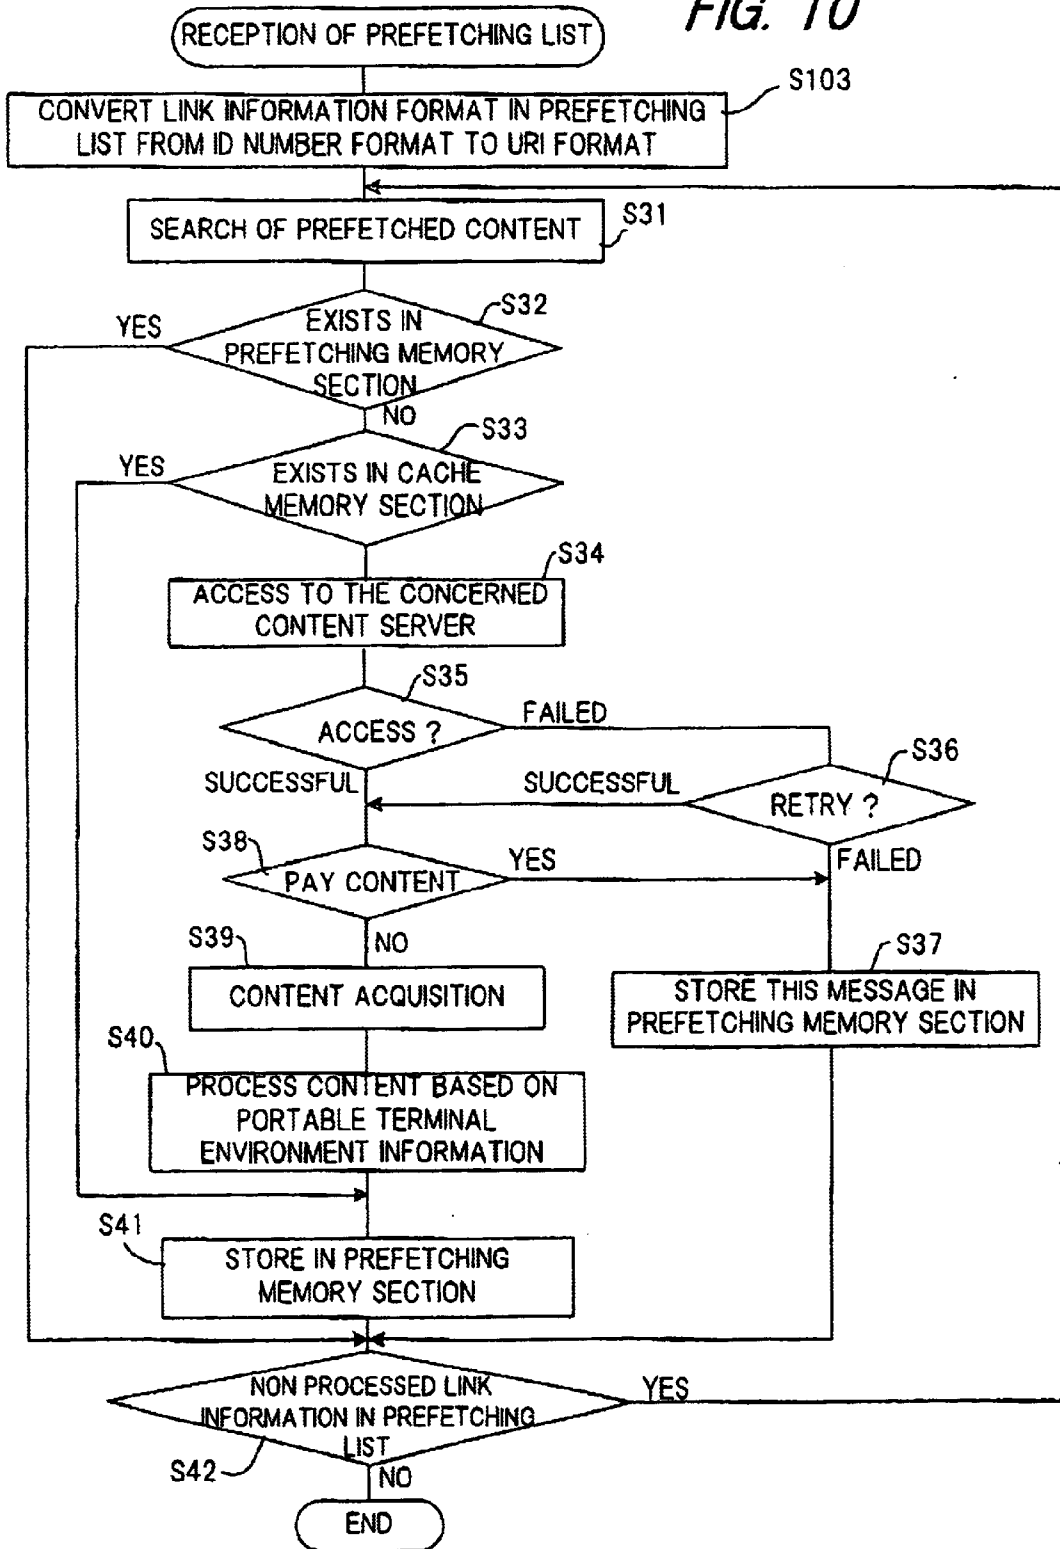 FIG. 10
RECEPTION OF PREFETCHING LIST
S103
CONVERT LINK INFORMATION FORMAT IN PREFETCHING
LIST FROM ID NUMBER FORMAT TO URI FORMAT
S31
SEARCH OF PREFETCHED CONTENT
S32
YES
EXISTS IN
PREFETCHING MEMORY
SECTION
NO
S33
YES
EXISTS IN CACHE
MEMORY SECTION
S34
ACCESS TO THE CONCERNED
CONTENT SERVER
S35
FAILED
ACCESS ?
S36
SUCCESSFUL
SUCCESSFUL
RETRY ?
S38
YES
FAILED
PAY CONTENT
NO
S39
S37
CONTENT ACQUISITION
STORE THIS MESSAGE IN
PREFETCHING MEMORY SECTION
S40
PROCESS CONTENT BASED ON
PORTABLE TERMINAL
ENVIRONMENT INFORMATION
S41
STORE IN PREFETCHING
MEMORY SECTION
NON PROCESSED LINK
INFORMATION IN PREFETCHING
LIST
YES
S42
NO
END